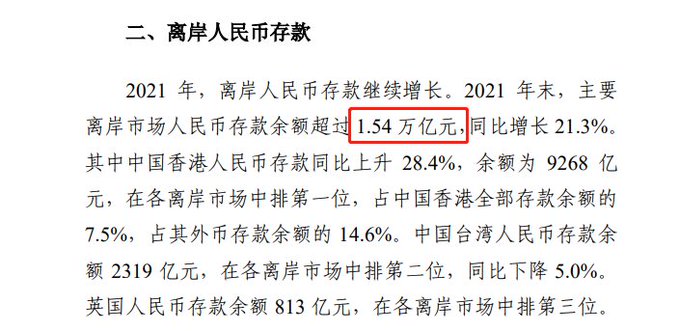 二、离岸人民币存款
2021 年，离岸人民币存款继续增长。2021 年末，主要
离岸市场人民币存款余额超过 1.54 万亿元，同比增长 21.3%。
其中中国香港人民币存款同比上升 28.4%，余额为 9268 亿
元，在各离岸市场中排第一位，占中国香港全部存款余额的
7.5%，占其外币存款余额的 14.6%。中国台湾人民币存款余
额 2319 亿元，在各离岸市场中排第二位，同比下降 5.0%。
英国人民币存款余额 813 亿元，在各离岸市场中排第三位。